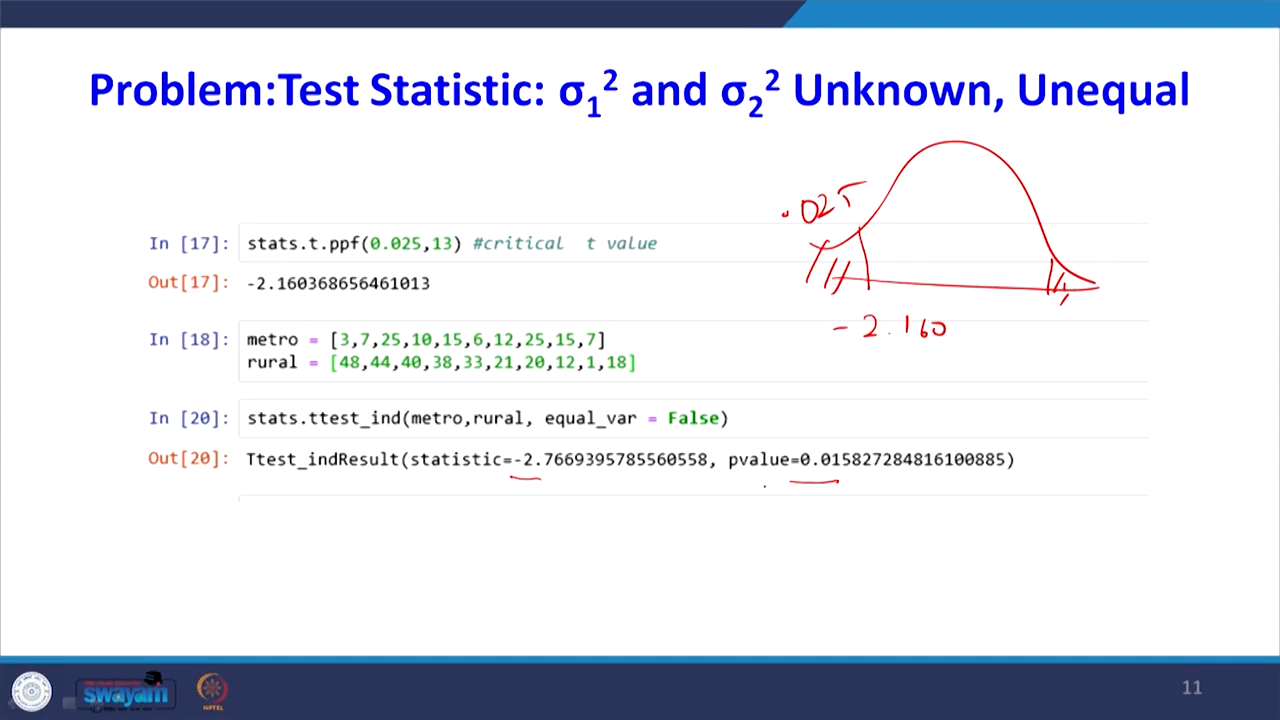 Problem:Test Statistic: σ₁² and σ₂² Unknown, Unequal
.025
In [17]: stats.t.ppf(0.025,13) #critical t value
Out[17]: -2.160368656461013
-2.160
In [18]: metro = [3,7,25,10,15,6,12,25,15,7]
rural = [48,44,40,38,33,21,20,12,1,18]
In [20]: stats.ttest_ind(metro,rural, equal_var = False)
Out[20]: Ttest_indResult(statistic=-2.7669395785560558, pvalue=0.015827284816100885)
swayam
NPTEL
11